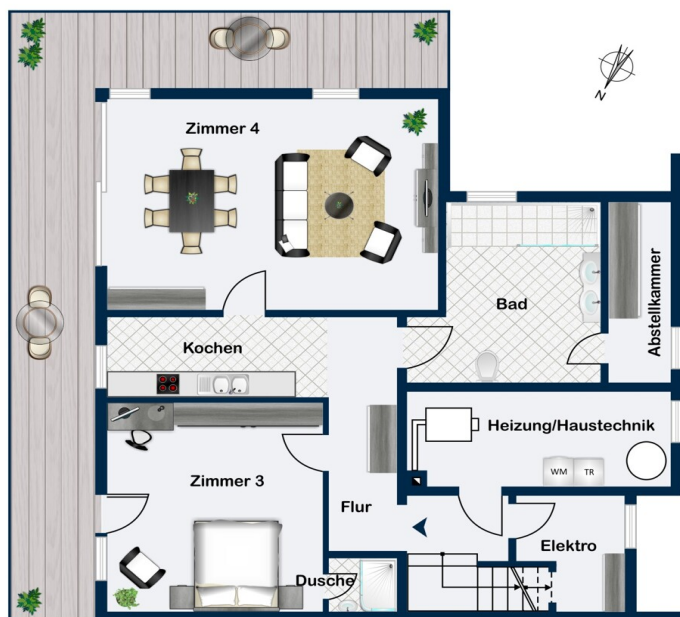 Zimmer 4
N
Bad
Abstellkammer
Kochen
Heizung/Haustechnik
WM
TR
Zimmer 3
Flur
Elektro
Dusche